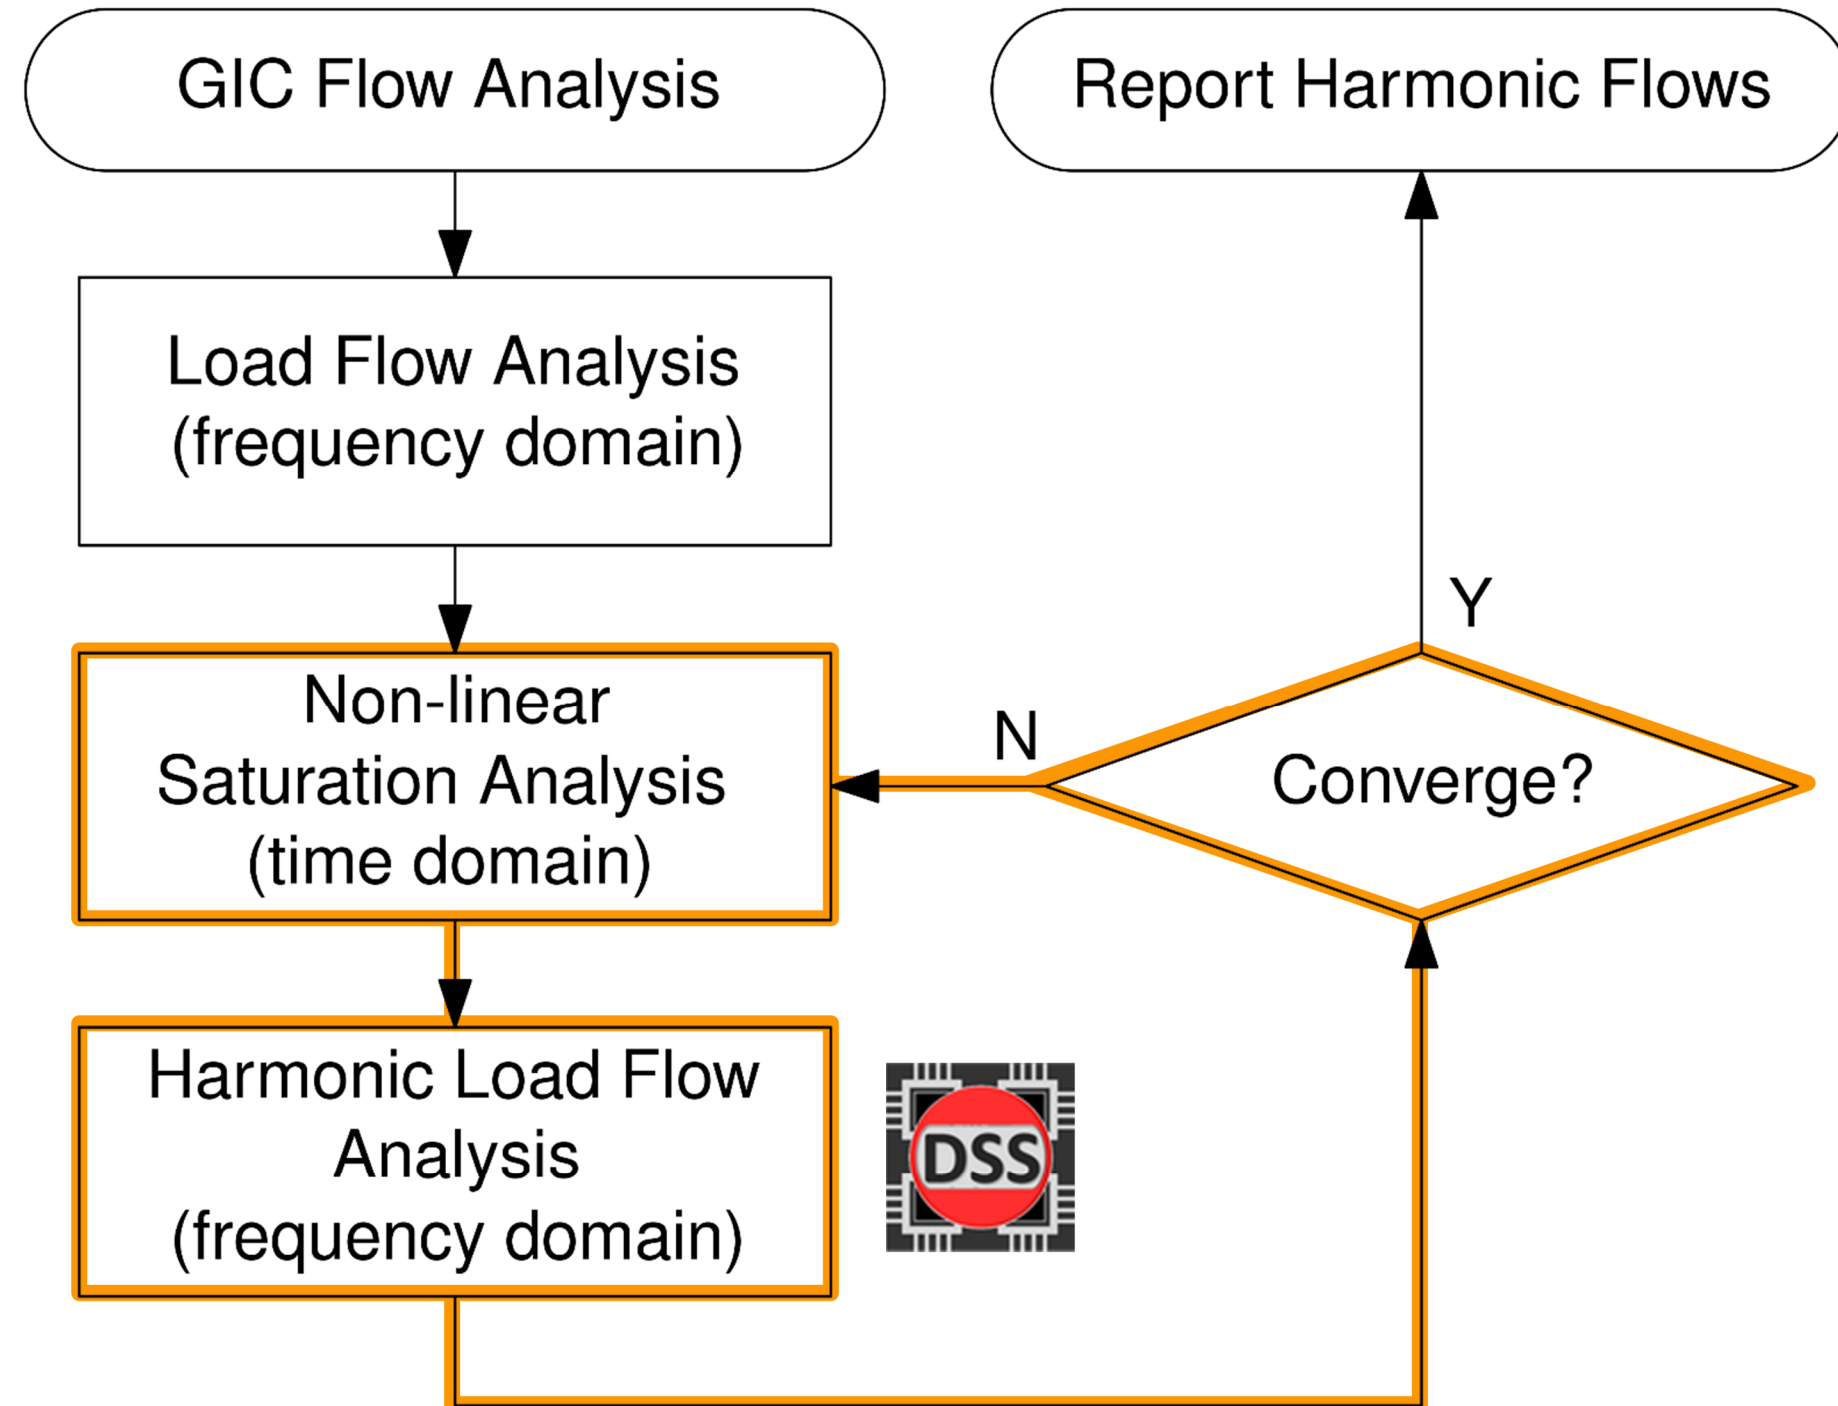 GIC Flow Analysis
Report Harmonic Flows
Load Flow Analysis
(frequency domain)
Y
Non-linear
Saturation Analysis
(time domain)
N
Converge?
Harmonic Load Flow
Analysis
(frequency domain)
DSS